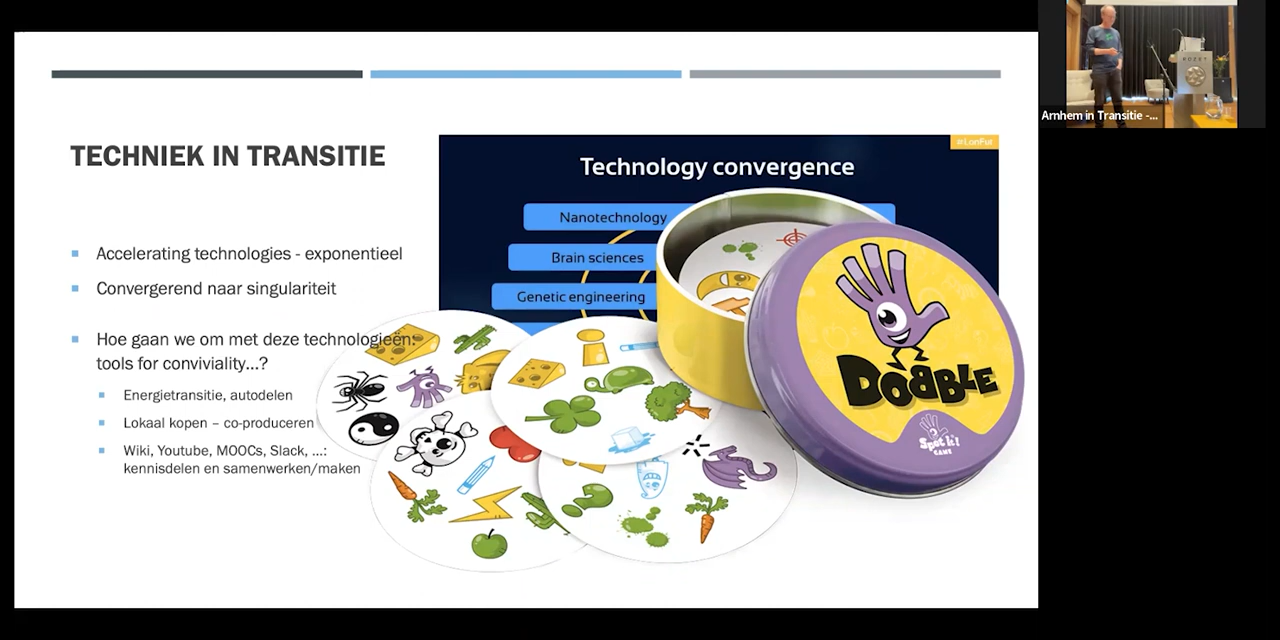 TECHNIEK IN TRANSITIE
Accelerating technologies - exponentieel
Convergerend naar singulariteit
Hoe gaan we om met deze technologieën:
tools for conviviality...?
Energietransitie, autodelen
Lokaal kopen – co-produceren
Wiki, Youtube, MOOCs, Slack, ...:
kennisdelen en samenwerken/maken
#LonFut
Technology convergence
Nanotechnology
Brain sciences
Genetic engineering
DOBBLE
Spot it!
GAME
ROZET
Arnhem in Transitie -...